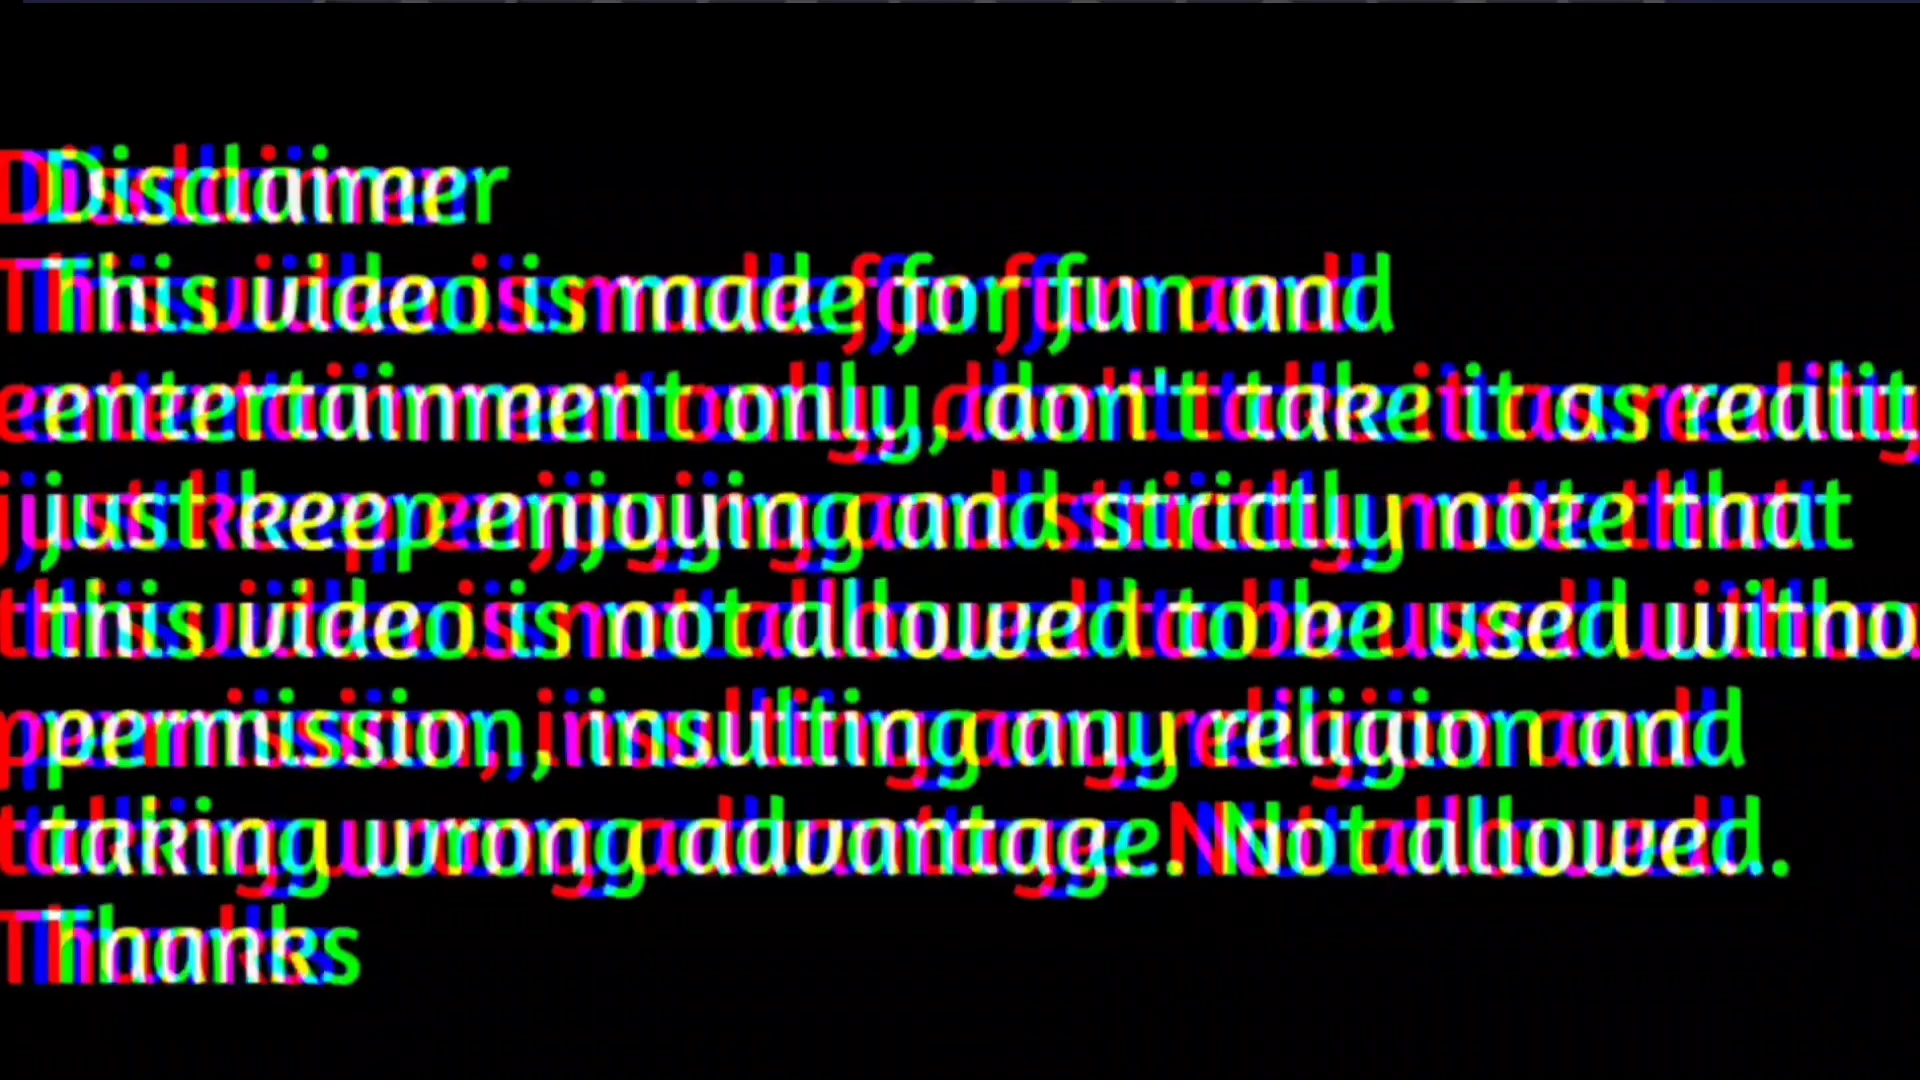 Disclaimer
This video is made for fun and
entertainment only, don't take it as reality
just keep enjoying and strictly note that
this video is not allowed to be used witho
permission, insulting any religion and
taking wrong advantage. Not allowed.
Thanks